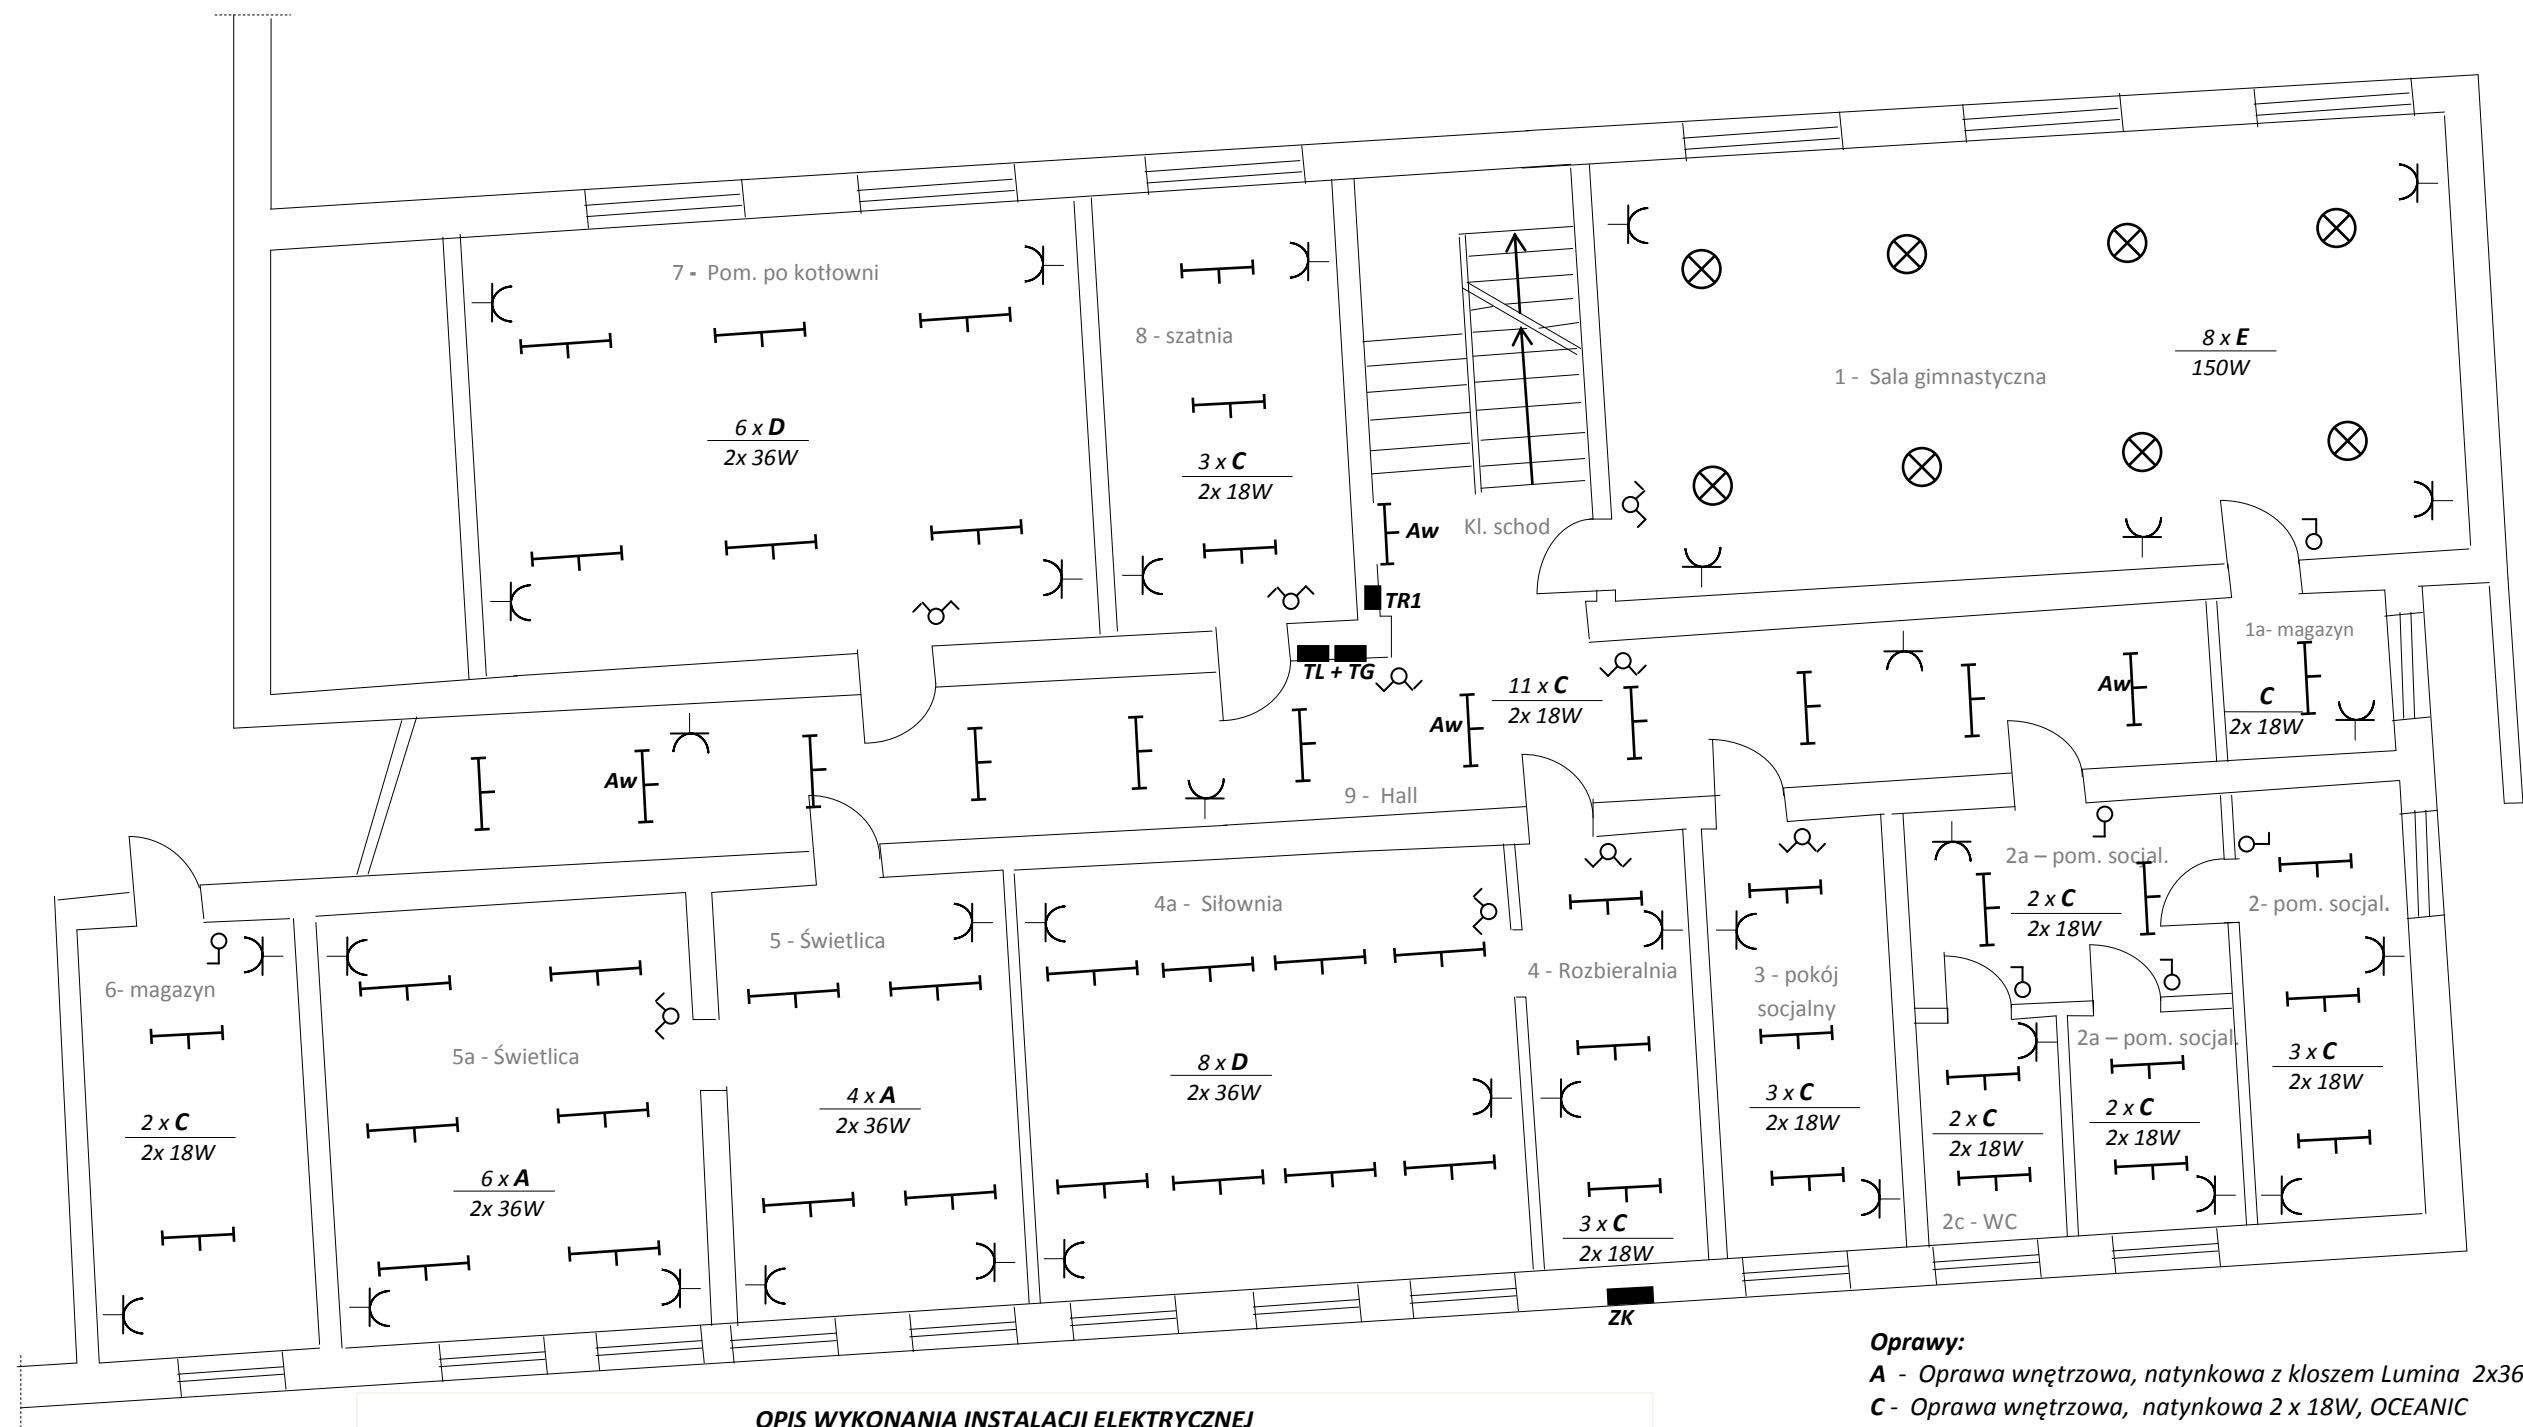 7 - Pom. po kotłowni
6 x D
2x 36W
8 - szatnia
3 x C
2x 18W
Aw
Kl. schod
TR1
TL + TG
1 - Sala gimnastyczna
8 x E
150W
1a- magazyn
C
2x 18W
Aw
11 x C
2x 18W
Aw
Aw
9 - Hall
6- magazyn
2 x C
2x 18W
5a - Świetlica
6 x A
2x 36W
5 - Świetlica
4 x A
2x 36W
4a - Siłownia
8 x D
2x 36W
4 - Rozbieralnia
3 x C
2x 18W
3 - pokój
socjalny
3 x C
2x 18W
2a – pom. socjal.
2 x C
2x 18W
2- pom. socjal.
3 x C
2x 18W
2a – pom. socjal.
2 x C
2x 18W
2 x C
2x 18W
2c - WC
ZK
Oprawy:
A - Oprawa wnętrzowa, natynkowa z kloszem Lumina 2x36
C - Oprawa wnętrzowa, natynkowa 2 x 18W, OCEANIC
OPIS WYKONANIA INSTALACJI ELEKTRYCZNEJ